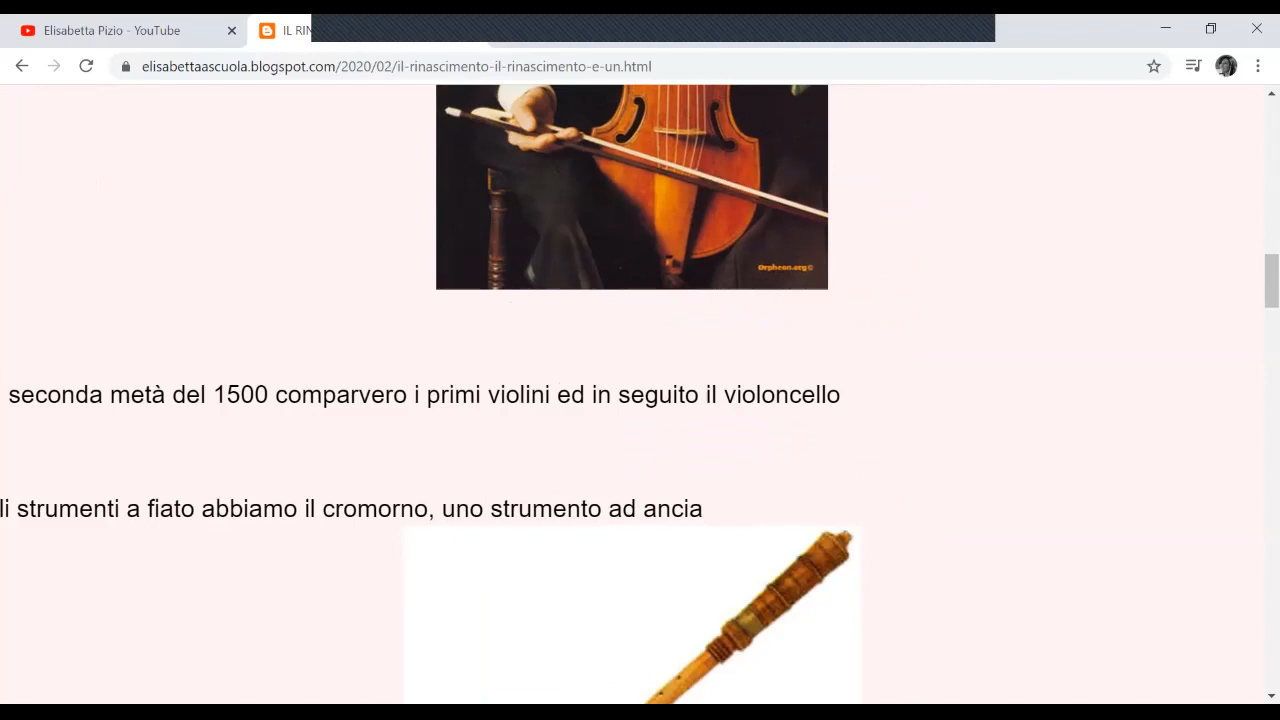 Elisabetta Pizio - YouTube
IL RIN
elisabettaascuola.blogspot.com/2020/02/il-rinascimento-il-rinascimento-e-un.html
Orpheon.org©
seconda metà del 1500 comparvero i primi violini ed in seguito il violoncello
li strumenti a fiato abbiamo il cromorno, uno strumento ad ancia